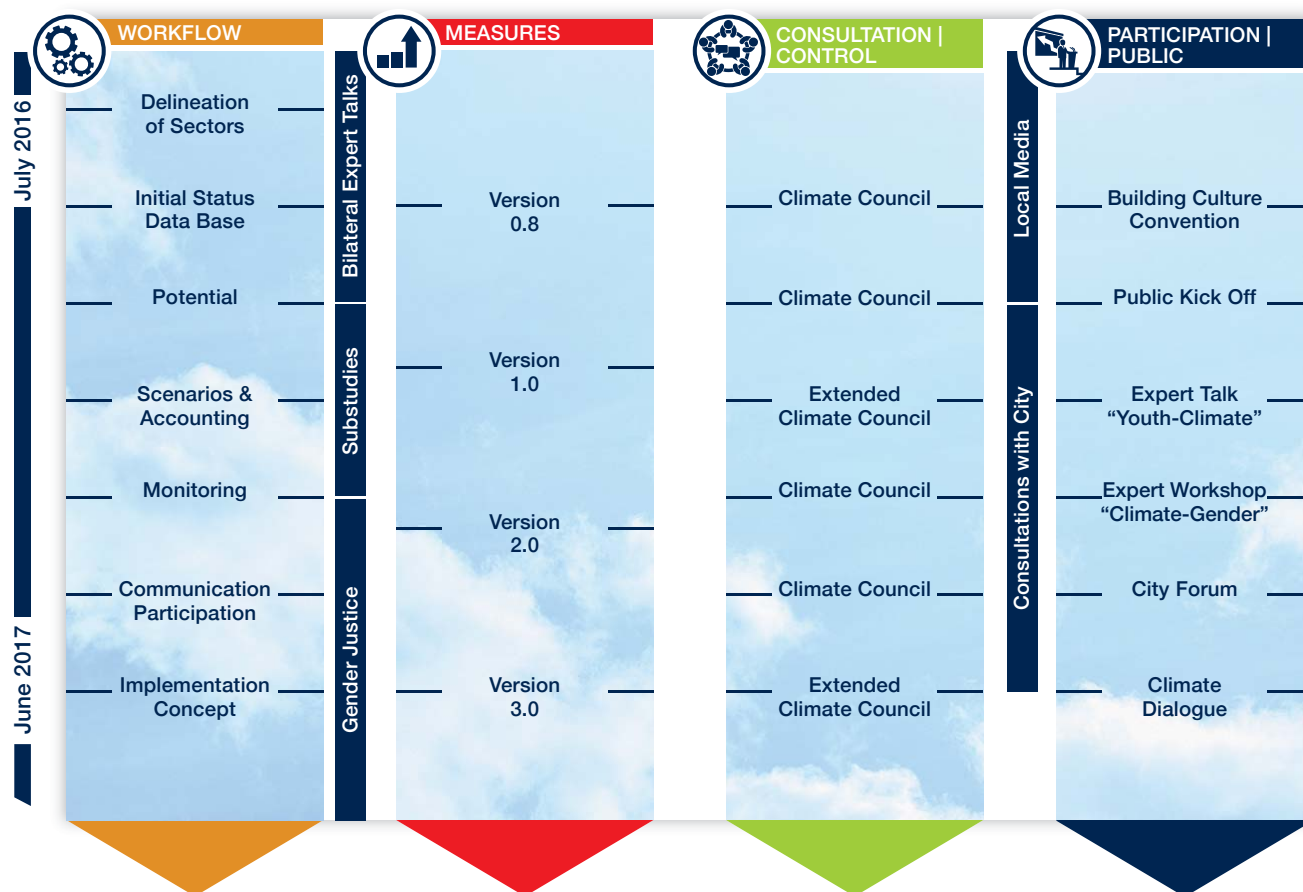 WORKFLOW
MEASURES
CONSULTATION |
CONTROL
PARTICIPATION |
PUBLIC
July 2016
June 2017
Delineation
of Sectors
Initial Status
Data Base
Potential
Scenarios &
Accounting
Monitoring
Communication
Participation
Implementation
Concept
Bilateral Expert Talks
Substudies
Gender Justice
Version
0.8
Version
1.0
Version
2.0
Version
3.0
Climate Council
Climate Council
Extended
Climate Council
Climate Council
Climate Council
Extended
Climate Council
Local Media
Consultations with City
Building Culture
Convention
Public Kick Off
Expert Talk
“Youth-Climate”
Expert Workshop
“Climate-Gender”
City Forum
Climate
Dialogue